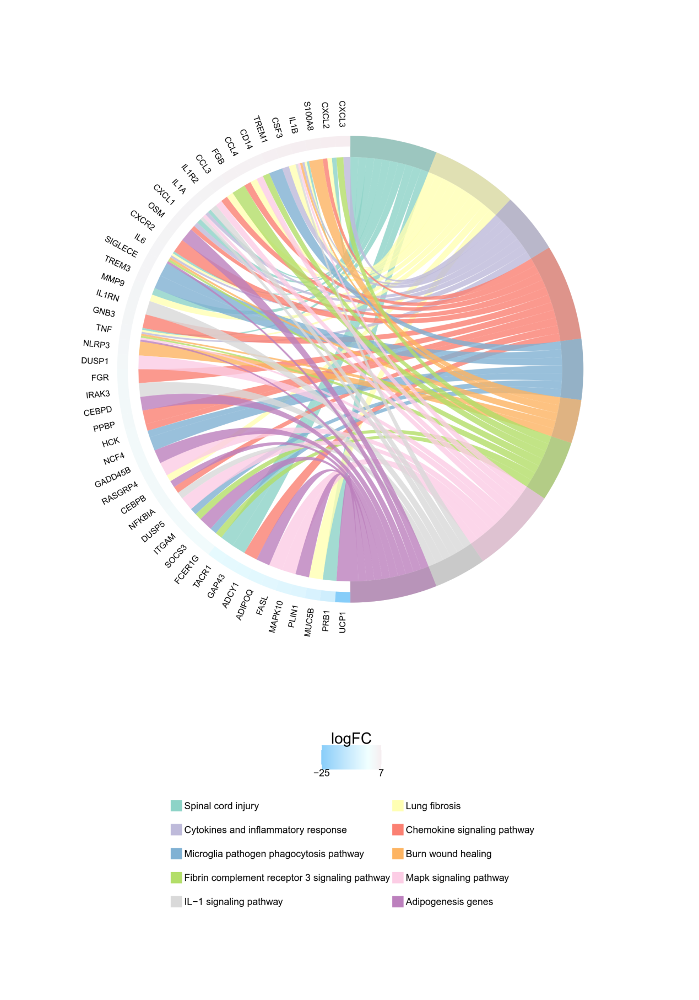 CXCL3
CXCL2
S100A8
IL1B
CSF3
TREM1
CD14
CCL4
FGB
CCL3
IL1R2
IL1A
CXCL1
OSM
CXCR2
IL6
SIGLECE
TREM3
MMP9
IL1RN
GNB3
TNF
NLRP3
DUSP1
FGR
IRAK3
CEBPD
PPBP
HCK
NCF4
GADD45B
RASGRP4
CEBPB
NFKBIA
DUSP5
ITGAM
SOCS3
FCER1G
TACR1
GAP43
ADCY1
ADIPOQ
FASL
MAPK10
PLIN1
MUC5B
PRB1
UCP1
logFC
−25 7
Spinal cord injury Lung fibrosis
Cytokines and inflammatory response Chemokine signaling pathway
Microglia pathogen phagocytosis pathway Burn wound healing
Fibrin complement receptor 3 signaling pathway Mapk signaling pathway
IL−1 signaling pathway Adipogenesis genes